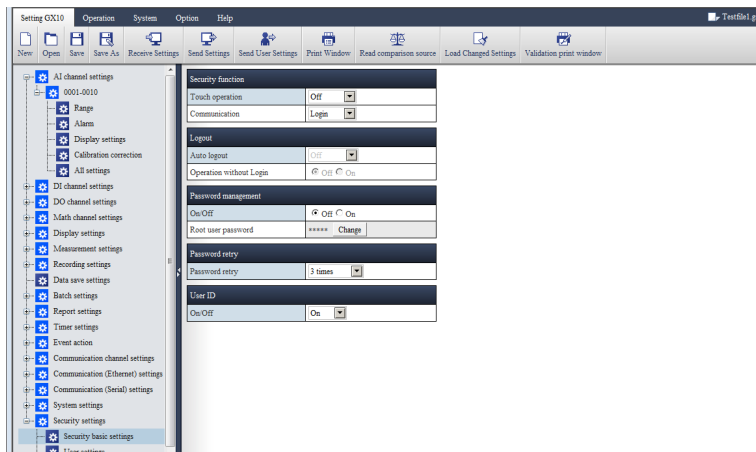 Setting GX10 Operation System Option Help
Testfile1.g
New Open Save Save As Receive Settings Send Settings Send User Settings Print Window Read comparison source Load Changed Settings Validation print window
AI channel settings
0001-0010
Range
Alarm
Display settings
Calibration correction
All settings
DI channel settings
DO channel settings
Math channel settings
Display settings
Measurement settings
Recording settings
Data save settings
Batch settings
Report settings
Timer settings
Event action
Communication channel settings
Communication (Ethernet) settings
Communication (Serial) settings
System settings
Security settings
Security basic settings
User settings
Security function
Touch operation Off
Communication Login
Logout
Auto logout Off
Operation without Login Off On
Password management
On/Off Off On
Root user password ***** Change
Password retry
Password retry 3 times
User ID
On/Off On